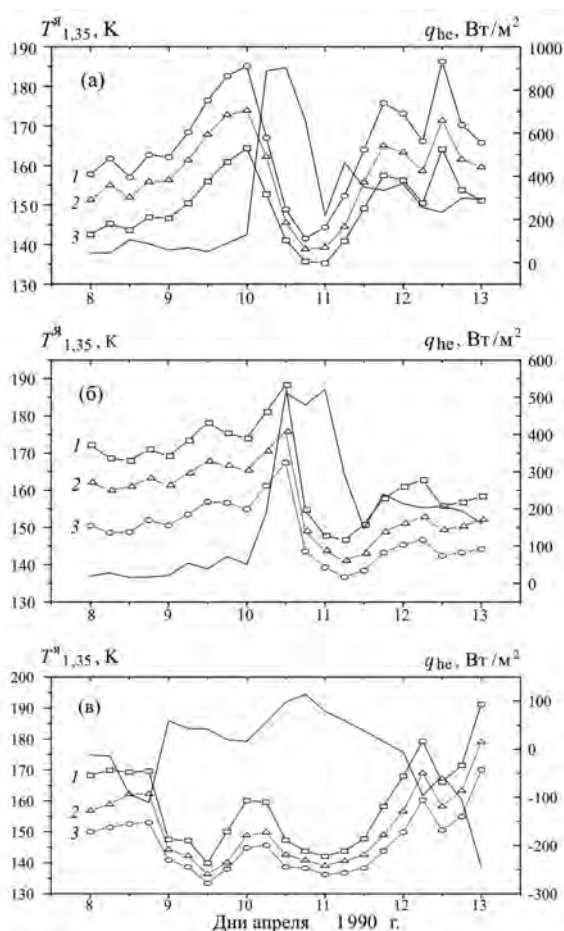 T^я_1,35, К q_he, Вт/м²
190 1000
(а)
180 800
170 600
160 1 400
2
150 200
3
140 0
130
8 9 10 11 12 13
T^я_1,35, К q_he, Вт/м²
600
190 (б) 500
180 400
1
170 300
2
160 200
3
150 100
140 0
130
8 9 10 11 12 13
T^я_1,35, К q_he, Вт/м²
200
190 (в) 100
180 0
170 1
160 2 -100
150 3
-200
140
130 -300
8 9 10 11 12 13
Дни апреля 1990 г.